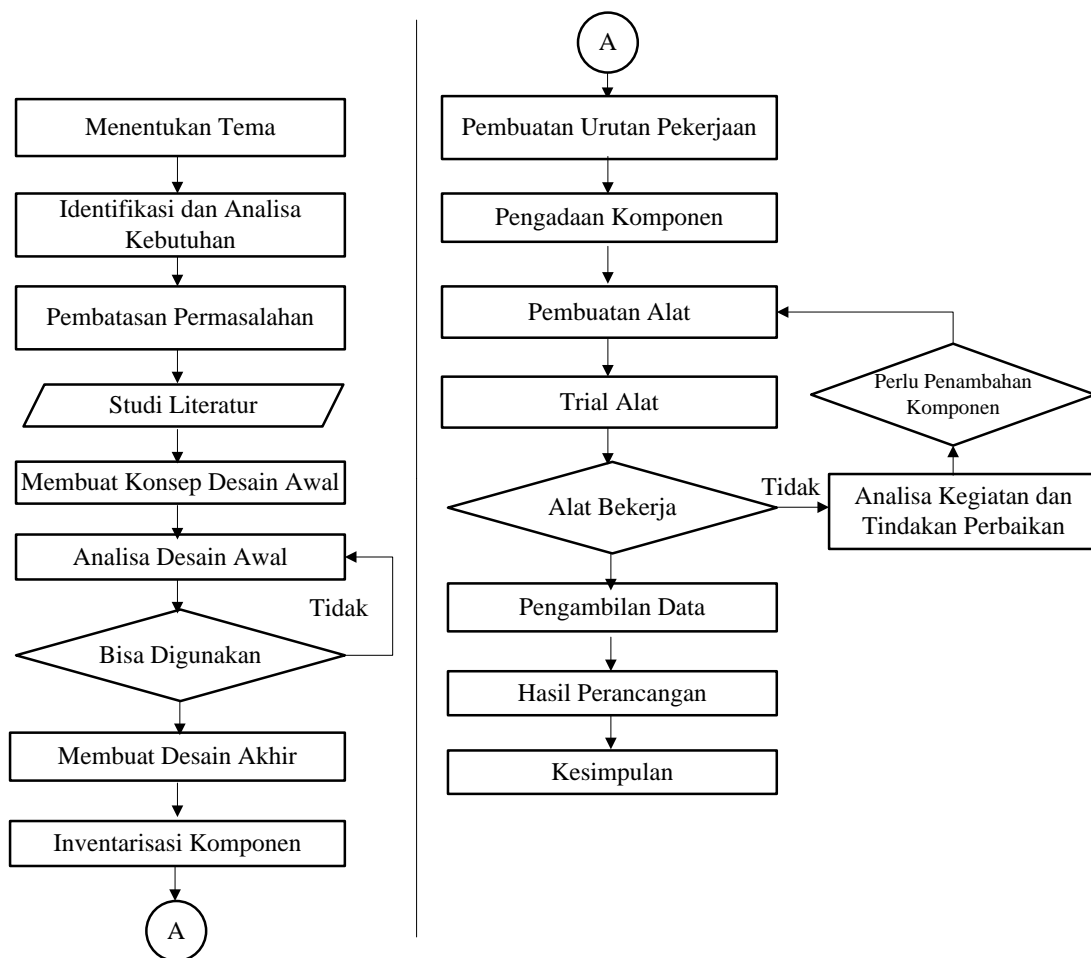 Menentukan Tema
Identifikasi dan Analisa
Kebutuhan
Pembatasan Permasalahan
Studi Literatur
Membuat Konsep Desain Awal
Analisa Desain Awal
Tidak
Bisa Digunakan
Membuat Desain Akhir
Inventarisasi Komponen
A
A
Pembuatan Urutan Pekerjaan
Pengadaan Komponen
Pembuatan Alat
Perlu Penambahan
Komponen
Trial Alat
Alat Bekerja
Tidak
Analisa Kegiatan dan
Tindakan Perbaikan
Pengambilan Data
Hasil Perancangan
Kesimpulan